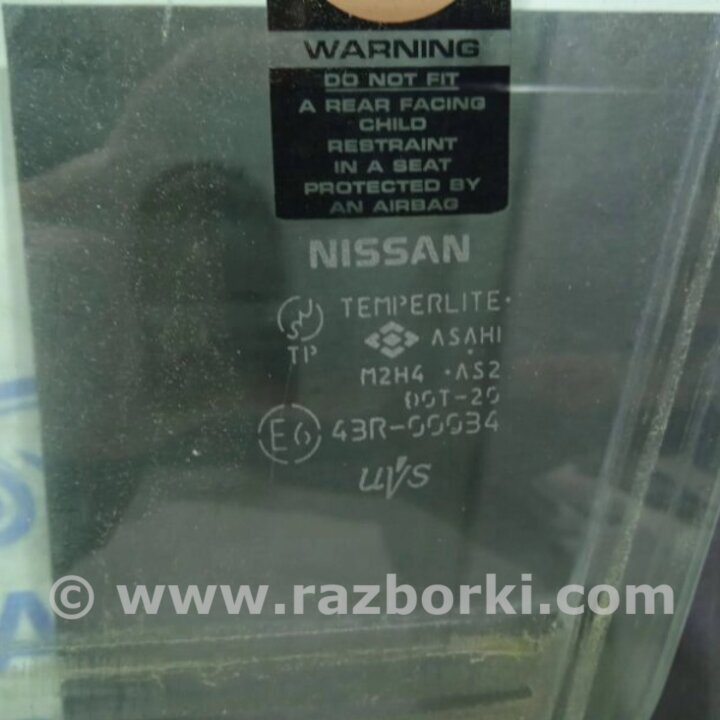 WARNING
DO NOT FIT
A REAR FACING
CHILD
RESTRAINT
IN A SEAT
PROTECTED BY
AN AIRBAG
NISSAN
TEMPERLITE·
TP
ASAHI
M2H4 ·AS2
DOT-20
E6 43R-00034
uvs
© www.razborki.com